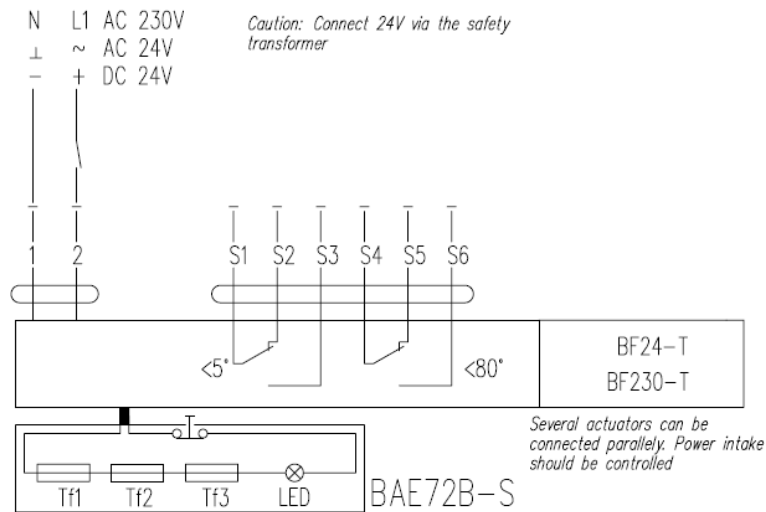 N L1 AC 230V
⊥ ~ AC 24V
− + DC 24V
Caution: Connect 24V via the safety
transformer
1 2 S1 S2 S3 S4 S5 S6
<5° <80°
BF24-T
BF230-T
Several actuators can be
connected parallely. Power intake
should be controlled
Tf1 Tf2 Tf3 LED
BAE72B-S